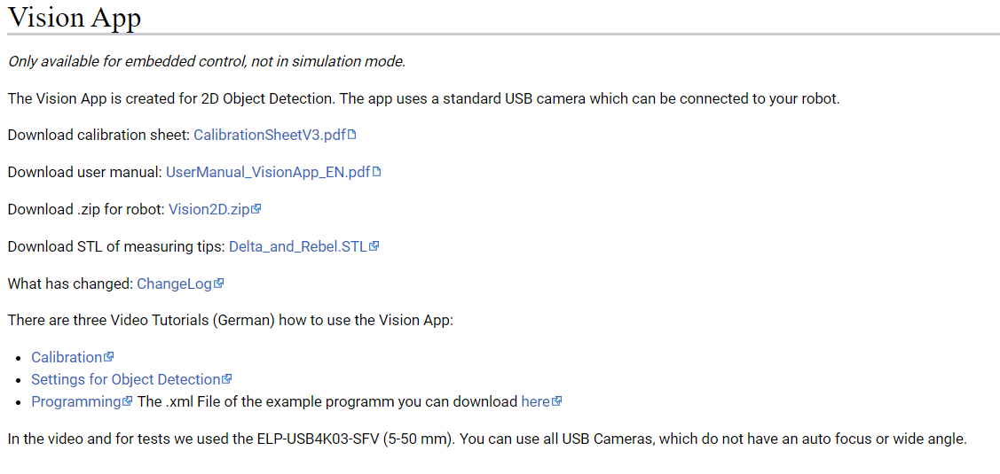 Vision App
Only available for embedded control, not in simulation mode.
The Vision App is created for 2D Object Detection. The app uses a standard USB camera which can be connected to your robot.
Download calibration sheet: CalibrationSheetV3.pdf
Download user manual: UserManual_VisionApp_EN.pdf
Download .zip for robot: Vision2D.zip
Download STL of measuring tips: Delta_and_Rebel.STL
What has changed: ChangeLog
There are three Video Tutorials (German) how to use the Vision App:
• Calibration
• Settings for Object Detection
• Programming The .xml File of the example programm you can download here
In the video and for tests we used the ELP-USB4K03-SFV (5-50 mm). You can use all USB Cameras, which do not have an auto focus or wide angle.